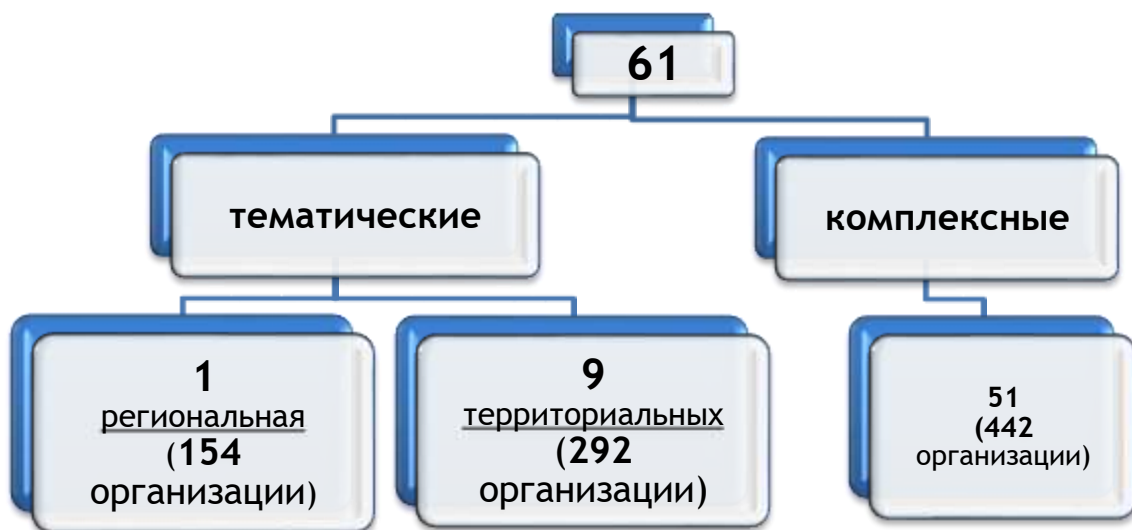 61
тематические
комплексные
1
региональная
(154
организации)
9
территориальных
(292
организации)
51
(442
организации)